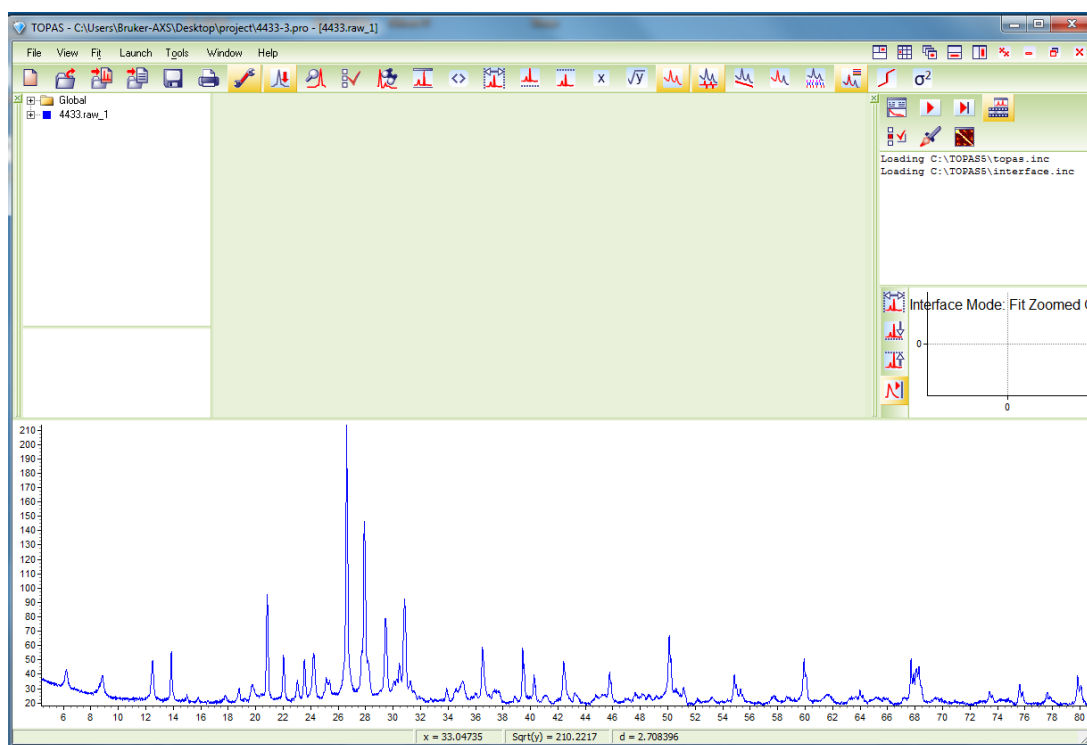 TOPAS - C:\Users\Bruker-AXS\Desktop\project\4433-3.pro - [4433.raw_1]
File View Fit Launch Tools Window Help
<> x √y σ²
Global
4433.raw_1
Loading C:\TOPAS5\topas.inc
Loading C:\TOPAS5\interface.inc
Interface Mode: Fit Zoomed
0
0
210
200
190
180
170
160
150
140
130
120
110
100
90
80
70
60
50
40
30
20
6 8 10 12 14 16 18 20 22 24 26 28 30 32 34 36 38 40 42 44 46 48 50 52 54 56 58 60 62 64 66 68 70 72 74 76 78 80
x = 33.04735 Sqrt(y) = 210.2217 d = 2.708396